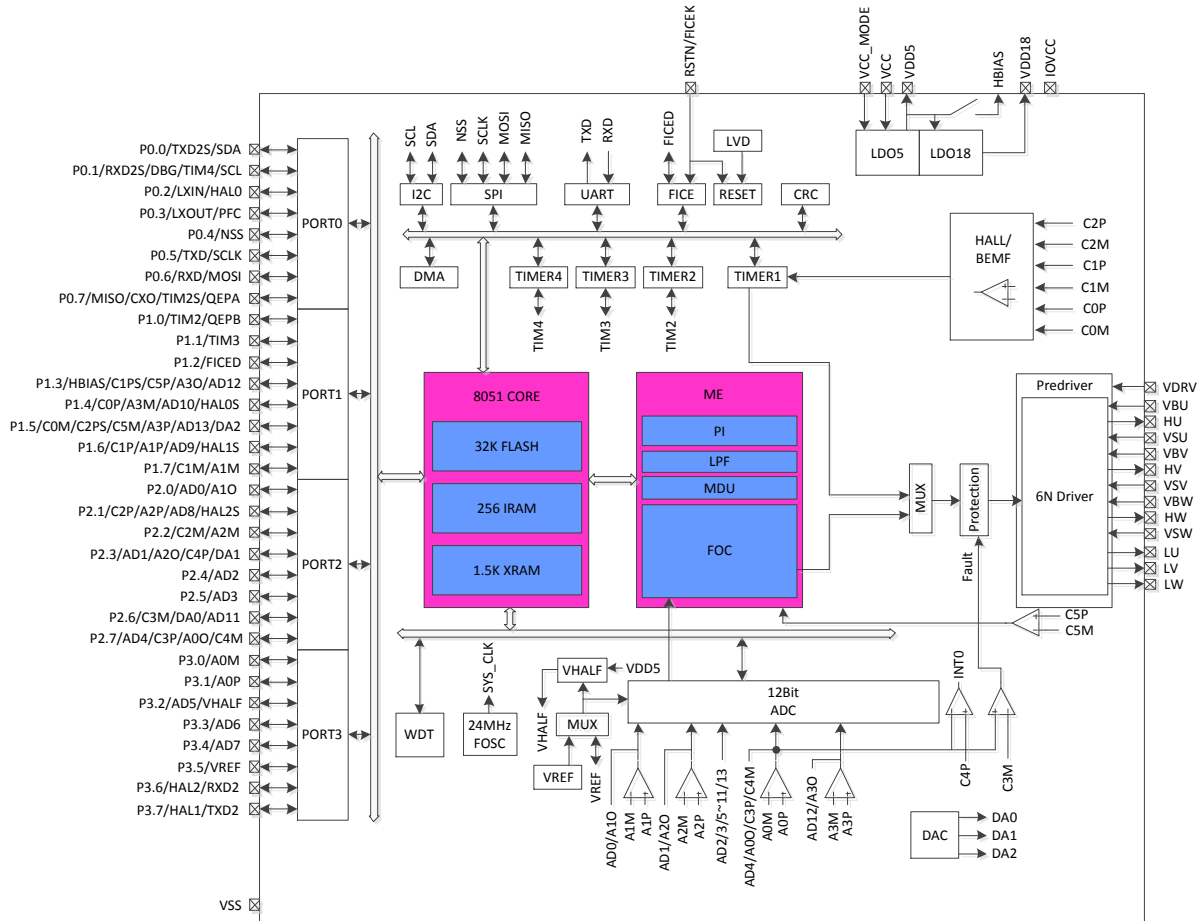 RSTN/FICEK
VCC_MODE
VCC
VDD5
HBIAS
VDD18
IOVCC
P0.0/TXD2S/SDA
P0.1/RXD2S/DBG/TIM4/SCL
P0.2/LXIN/HAL0
P0.3/LXOUT/PFC
P0.4/NSS
P0.5/TXD/SCLK
P0.6/RXD/MOSI
P0.7/MISO/CXO/TIM2S/QEPA
P1.0/TIM2/QEPB
P1.1/TIM3
P1.2/FICED
P1.3/HBIAS/C1PS/C5P/A3O/AD12
P1.4/C0P/A3M/AD10/HAL0S
P1.5/C0M/C2PS/C5M/A3P/AD13/DA2
P1.6/C1P/A1P/AD9/HAL1S
P1.7/C1M/A1M
P2.0/AD0/A1O
P2.1/C2P/A2P/AD8/HAL2S
P2.2/C2M/A2M
P2.3/AD1/A2O/C4P/DA1
P2.4/AD2
P2.5/AD3
P2.6/C3M/DA0/AD11
P2.7/AD4/C3P/A0O/C4M
P3.0/A0M
P3.1/A0P
P3.2/AD5/VHALF
P3.3/AD6
P3.4/AD7
P3.5/VREF
P3.6/HAL2/RXD2
P3.7/HAL1/TXD2
VSS
PORT0
PORT1
PORT2
PORT3
SCL
SDA
NSS
SCLK
MOSI
MISO
TXD
RXD
FICED
LVD
I2C
SPI
UART
FICE
RESET
CRC
DMA
TIMER4
TIMER3
TIMER2
TIMER1
TIM4
TIM3
TIM2
LDO5
LDO18
HALL/
BEMF
C2P
C2M
C1P
C1M
C0P
C0M
8051 CORE
32K FLASH
256 IRAM
1.5K XRAM
ME
PI
LPF
MDU
FOC
MUX
Protection
Fault
Predriver
6N Driver
VDRV
VBU
HU
VSU
VBV
HV
VSV
VBW
HW
VSW
LU
LV
LW
C5P
C5M
WDT
SYS_CLK
24MHz
FOSC
VHALF
VDD5
VHALF
MUX
VREF
VREF
12Bit
ADC
INT0
C4P
C3M
AD0/A1O
A1M
A1P
AD1/A2O
A2M
A2P
AD2/3/5~11/13
AD4/A0O/C3P/C4M
A0M
A0P
AD12/A3O
A3M
A3P
DAC
DA0
DA1
DA2